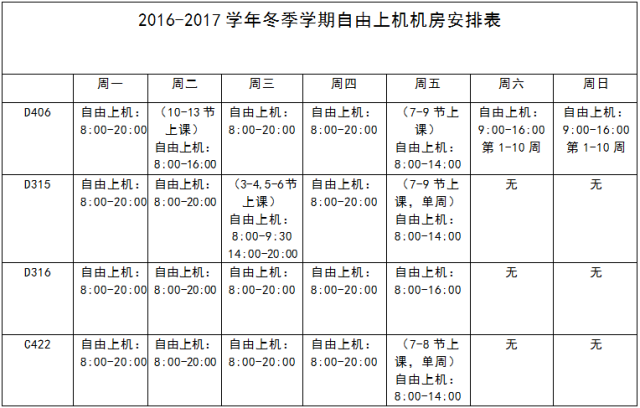 2016-2017学年冬季学期自由上机机房安排表
周一 周二 周三 周四 周五 周六 周日
D406
自由上机：
8:00-20:00
（10-13节
上课）
自由上机：
8:00-16:00
自由上机：
8:00-20:00
自由上机：
8:00-20:00
（7-9节上
课）
自由上机：
8:00-14:00
自由上机：
9:00-16:00
第1-10周
自由上机：
9:00-16:00
第1-10周
D315
自由上机：
8:00-20:00
自由上机：
8:00-20:00
（3-4,5-6节
上课）
自由上机：
8:00-9:30
14:00-20:00
自由上机：
8:00-20:00
（7-9节上
课，单周）
自由上机：
8:00-14:00
无
无
D316
自由上机：
8:00-20:00
自由上机：
8:00-20:00
自由上机：
8:00-20:00
自由上机：
8:00-20:00
自由上机：
8:00-16:00
无
无
C422
自由上机：
8:00-20:00
自由上机：
8:00-20:00
自由上机：
8:00-20:00
自由上机：
8:00-20:00
（7-8节上
课，单周）
自由上机：
8:00-14:00
无
无